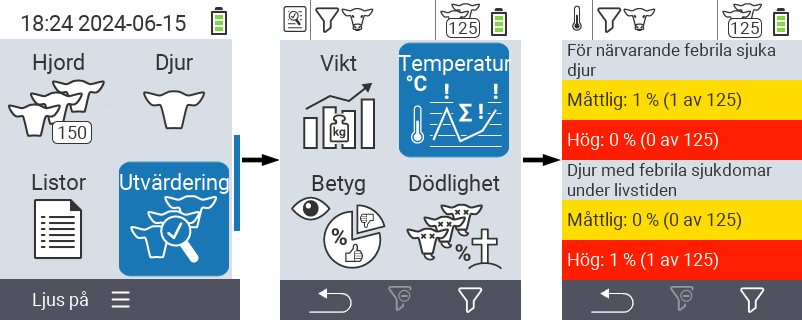 18:24 2024-06-15
Hjord
Djur
150
Listor
Utvärdering
Ljus på
125
Vikt
Temperatur
kg
°C
! Σ ! !
Betyg
Dödlighet
%
%
125
För närvarande febrila sjuka
djur
Måttlig: 1 % (1 av 125)
Hög: 0 % (0 av 125)
Djur med febrila sjukdomar
under livstiden
Måttlig: 0 % (0 av 125)
Hög: 1 % (1 av 125)